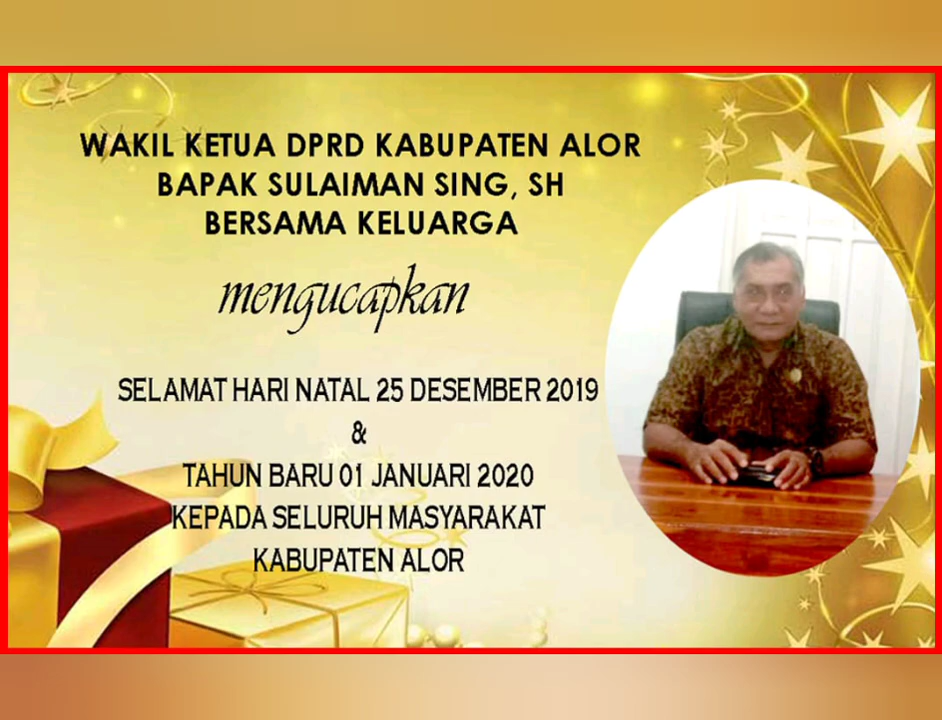 WAKIL KETUA DPRD KABUPATEN ALOR
BAPAK SULAIMAN SING, SH
BERSAMA KELUARGA
mengucapkan
SELAMAT HARI NATAL 25 DESEMBER 2019
&
TAHUN BARU 01 JANUARI 2020
KEPADA SELURUH MASYARAKAT
KABUPATEN ALOR